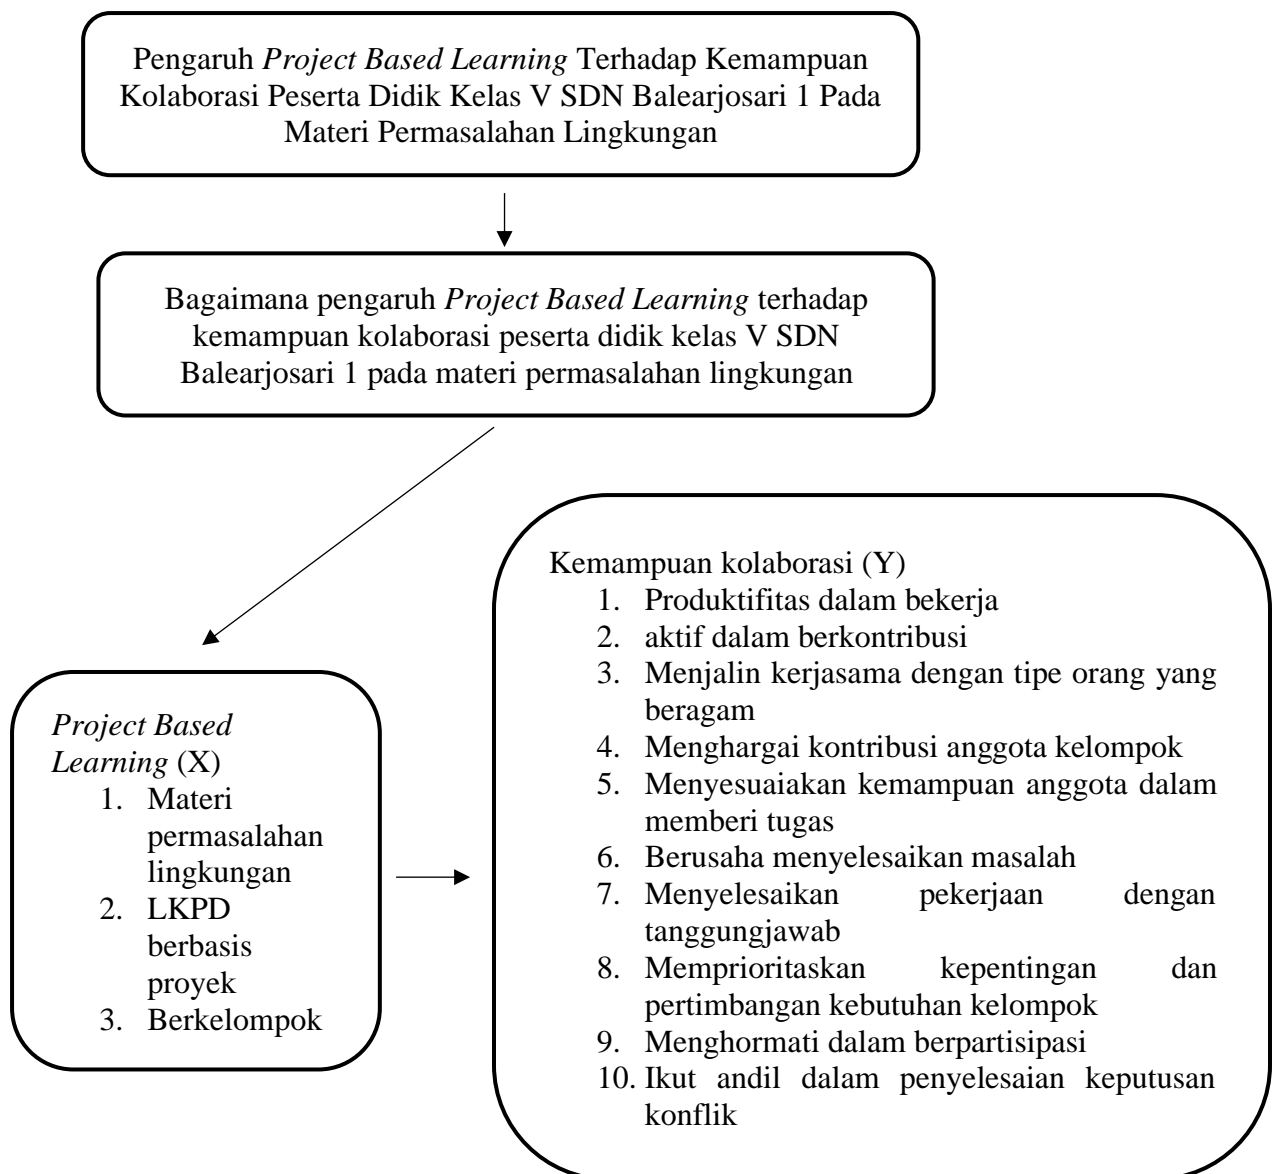 Pengaruh Project Based Learning Terhadap Kemampuan
Kolaborasi Peserta Didik Kelas V SDN Balearjosari 1 Pada
Materi Permasalahan Lingkungan
Bagaimana pengaruh Project Based Learning terhadap
kemampuan kolaborasi peserta didik kelas V SDN
Balearjosari 1 pada materi permasalahan lingkungan
Project Based
Learning (X)
1. Materi
permasalahan
lingkungan
2. LKPD
berbasis
proyek
3. Berkelompok
Kemampuan kolaborasi (Y)
1. Produktifitas dalam bekerja
2. aktif dalam berkontribusi
3. Menjalin kerjasama dengan tipe orang yang
beragam
4. Menghargai kontribusi anggota kelompok
5. Menyesuaiakan kemampuan anggota dalam
memberi tugas
6. Berusaha menyelesaikan masalah
7. Menyelesaikan pekerjaan dengan
tanggungjawab
8. Memprioritaskan kepentingan dan
pertimbangan kebutuhan kelompok
9. Menghormati dalam berpartisipasi
10. Ikut andil dalam penyelesaian keputusan
konflik